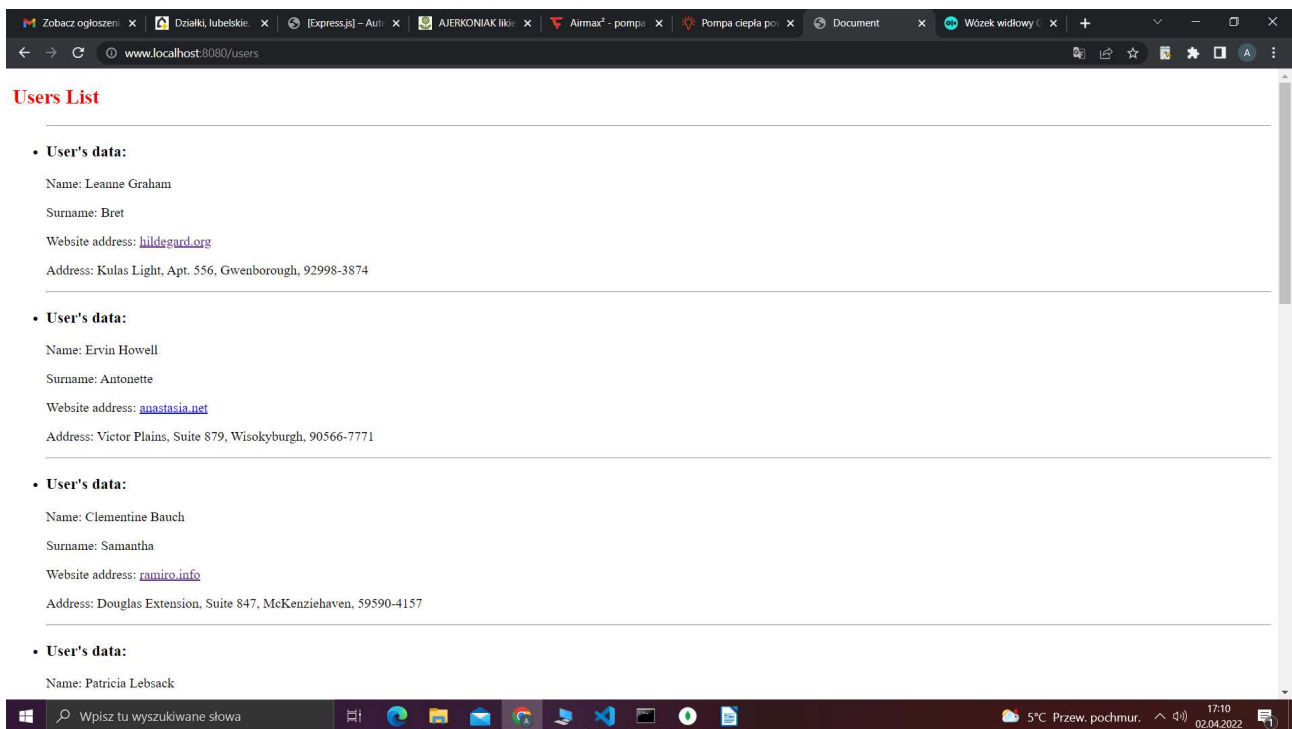 Zobacz ogłoszeni
Działki, lubelskie.
[Express.js] – Aute
AJERKONIAK likie
Airmax² - pompa
Pompa ciepła pov
Document
Wózek widłowy G
www.localhost:8080/users
A
Users List
User's data:
Name: Leanne Graham
Surname: Bret
Website address: hildegard.org
Address: Kulas Light, Apt. 556, Gwenborough, 92998-3874
User's data:
Name: Ervin Howell
Surname: Antonette
Website address: anastasia.net
Address: Victor Plains, Suite 879, Wisokyburgh, 90566-7771
User's data:
Name: Clementine Bauch
Surname: Samantha
Website address: ramiro.info
Address: Douglas Extension, Suite 847, McKenziehaven, 59590-4157
User's data:
Name: Patricia Lebsack
Wpisz tu wyszukiwane słowa
5°C Przew. pochmur.
17:10
02.04.2022